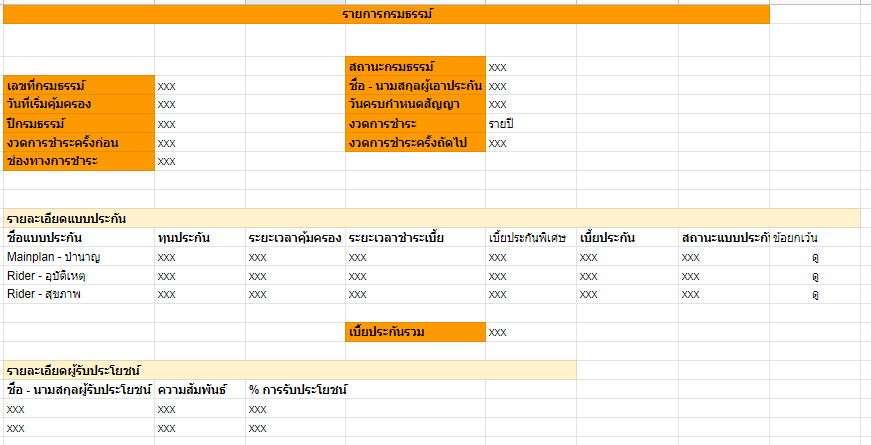 รายการกรมธรรม์
สถานะกรมธรรม์ xxx
เลขที่กรมธรรม์ xxx ชื่อ - นามสกุลผู้เอาประกัน xxx
วันที่เริ่มคุ้มครอง xxx วันครบกำหนดสัญญา xxx
ปีกรมธรรม์ xxx งวดการชำระ รายปี
งวดการชำระครั้งก่อน xxx งวดการชำระครั้งถัดไป xxx
ช่องทางการชำระ xxx
รายละเอียดแบบประกัน
ชื่อแบบประกัน ทุนประกัน ระยะเวลาคุ้มครอง ระยะเวลาชำระเบี้ย เบี้ยประกันพิเศษ เบี้ยประกัน สถานะแบบประกั ข้อยกเว้น
Mainplan - บำนาญ xxx xxx xxx xxx xxx xxx ดู
Rider - อุบัติเหตุ xxx xxx xxx xxx xxx xxx ดู
Rider - สุขภาพ xxx xxx xxx xxx xxx xxx ดู
เบี้ยประกันรวม xxx
รายละเอียดผู้รับประโยชน์
ชื่อ - นามสกุลผู้รับประโยชน์ ความสัมพันธ์ % การรับประโยชน์
xxx xxx xxx
xxx xxx xxx